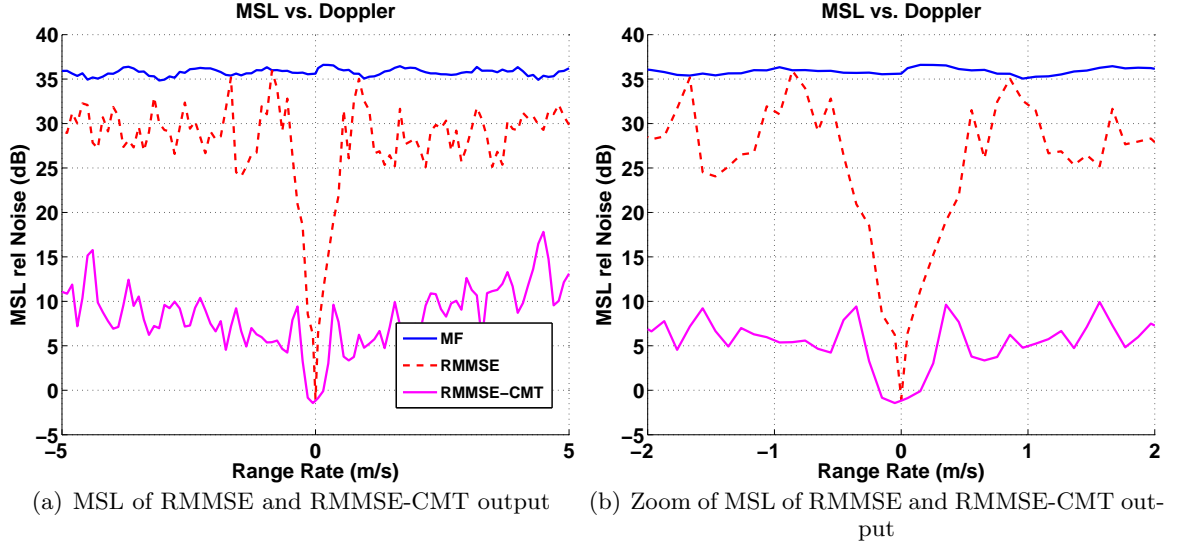 MSL vs. Doppler
40
35
30
25
20
15
10
5
0
−5
MSL rel Noise (dB)
−5
0
5
Range Rate (m/s)
MF
RMMSE
RMMSE−CMT
(a) MSL of RMMSE and RMMSE-CMT output
MSL vs. Doppler
40
35
30
25
20
15
10
5
0
−5
MSL rel Noise (dB)
−2
−1
0
1
2
Range Rate (m/s)
(b) Zoom of MSL of RMMSE and RMMSE-CMT out-
put